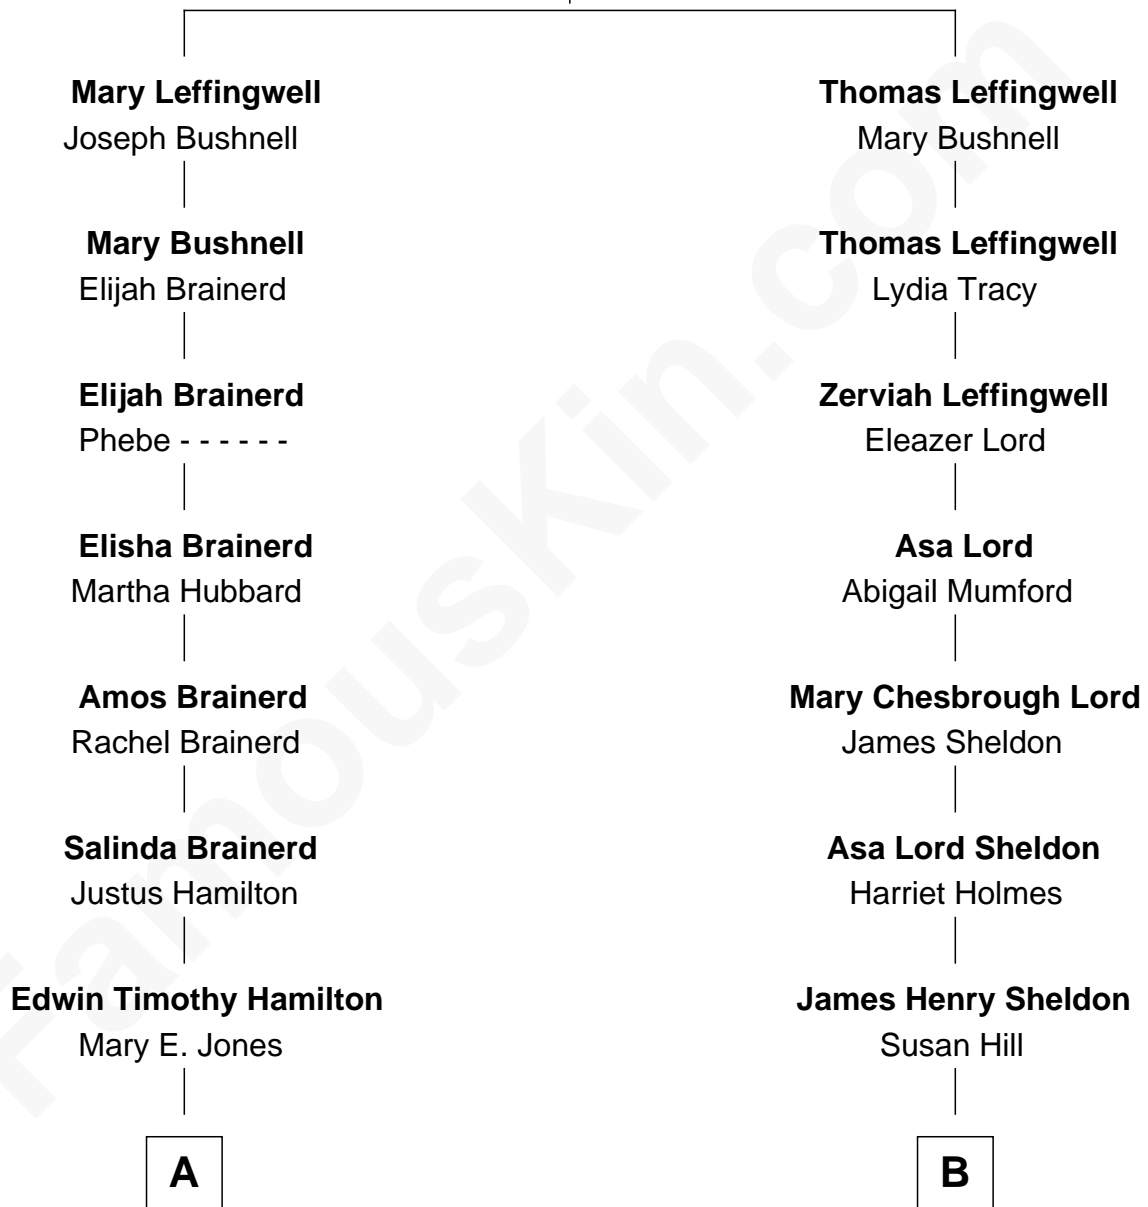 Mary Leffingwell
Joseph Bushnell
Mary Bushnell
Elijah Brainerd
Elijah Brainerd
Phebe - - - - - -
Elisha Brainerd
Martha Hubbard
Amos Brainerd
Rachel Brainerd
Salinda Brainerd
Justus Hamilton
Edwin Timothy Hamilton
Mary E. Jones
A
Thomas Leffingwell
Mary Bushnell
Thomas Leffingwell
Lydia Tracy
Zerviah Leffingwell
Eleazer Lord
Asa Lord
Abigail Mumford
Mary Chesbrough Lord
James Sheldon
Asa Lord Sheldon
Harriet Holmes
James Henry Sheldon
Susan Hill
B
FamousKin.com